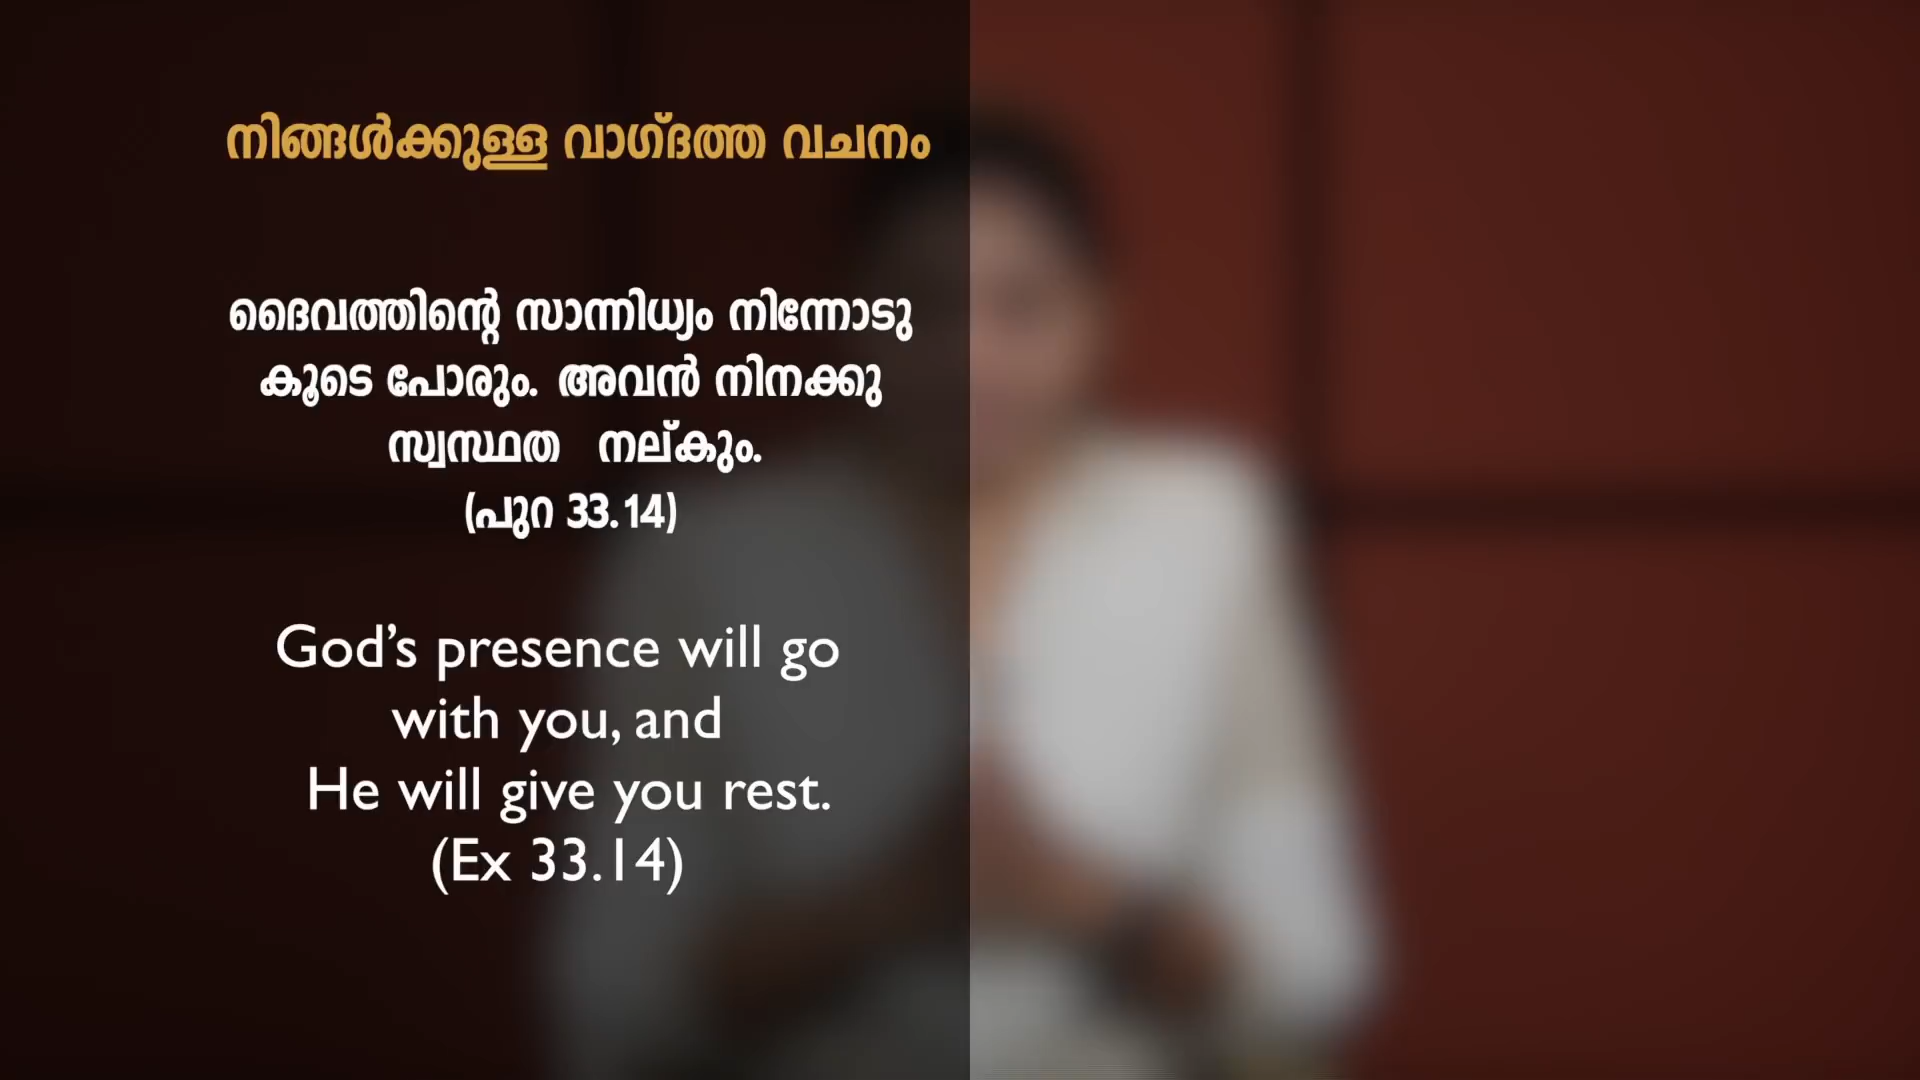 നിങ്ങൾക്കുള്ള വാഗ്ദത്ത വചനം
ദൈവത്തിന്റെ സാന്നിധ്യം നിന്നോടു
കൂടെ പോരും. അവൻ നിനക്കു
സ്വസ്ഥത നല്കും.
(പുറ 33.14)
God’s presence will go
with you, and
He will give you rest.
(Ex 33.14)